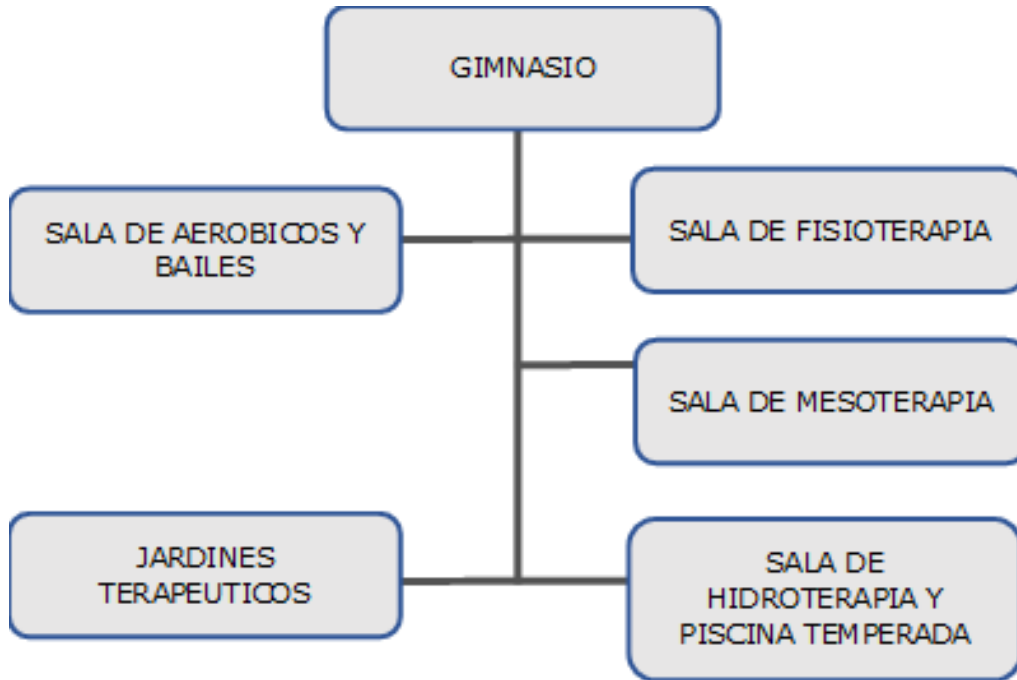 GIMNASIO
SALA DE AEROBICOS Y
BAILES
SALA DE FISIOTERAPIA
SALA DE MESOTERAPIA
JARDINES
TERAPEUTICOS
SALA DE
HIDROTERAPIA Y
PISCINA TEMPERADA